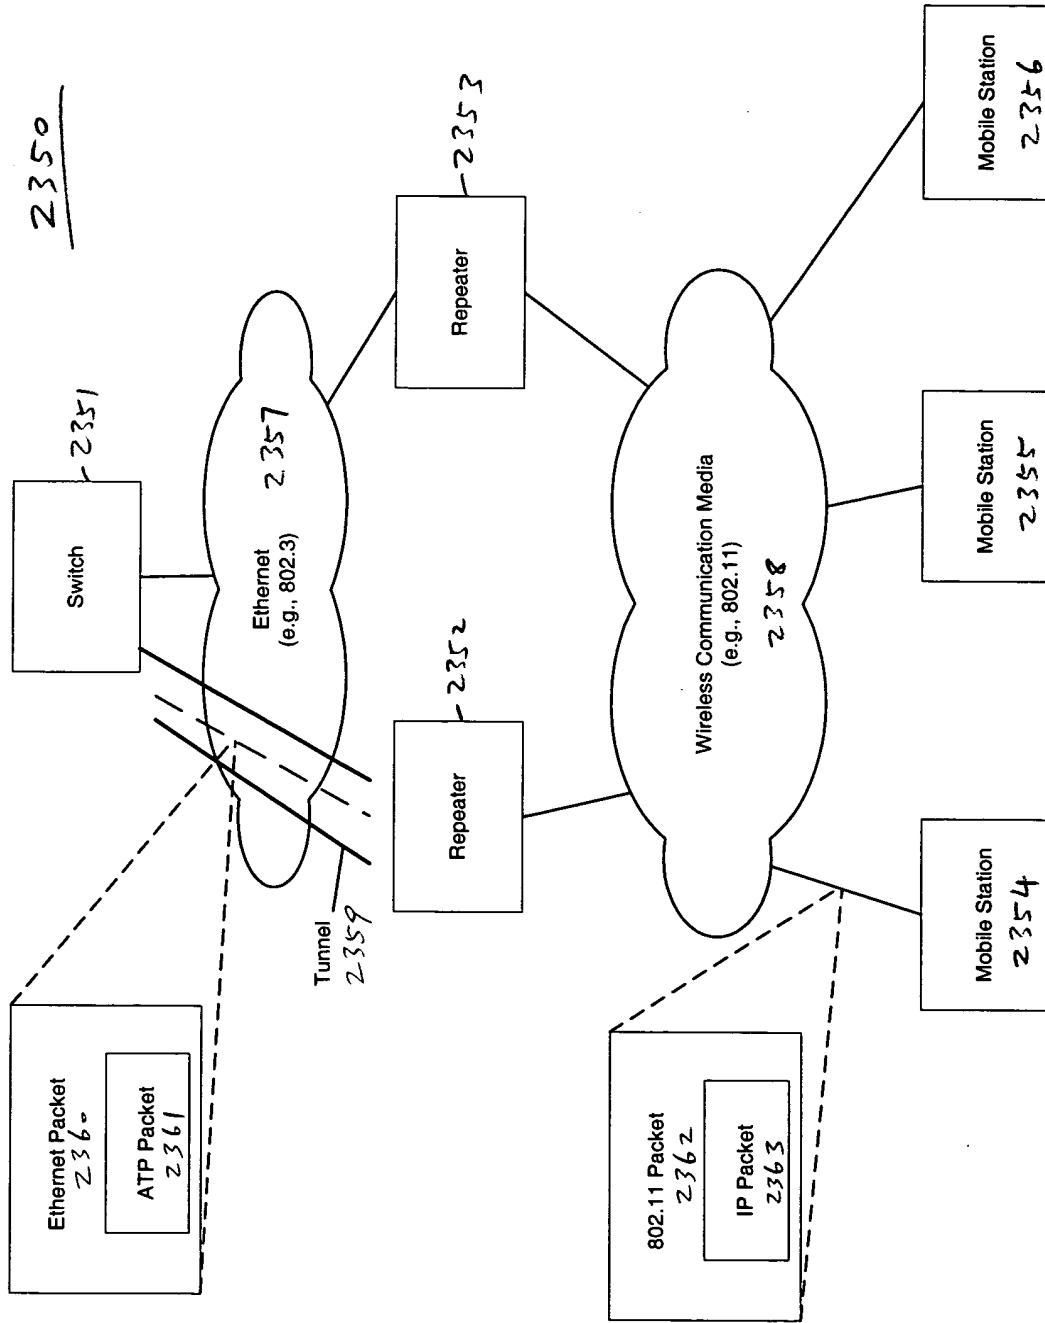 2350
Switch
2351
Ethernet
(e.g., 802.3)
2357
Ethernet Packet
2360
ATP Packet
2361
Tunnel
2359
Repeater
2352
Repeater
2353
Wireless Communication Media
(e.g., 802.11)
2358
802.11 Packet
2362
IP Packet
2363
Mobile Station
2354
Mobile Station
2355
Mobile Station
2356